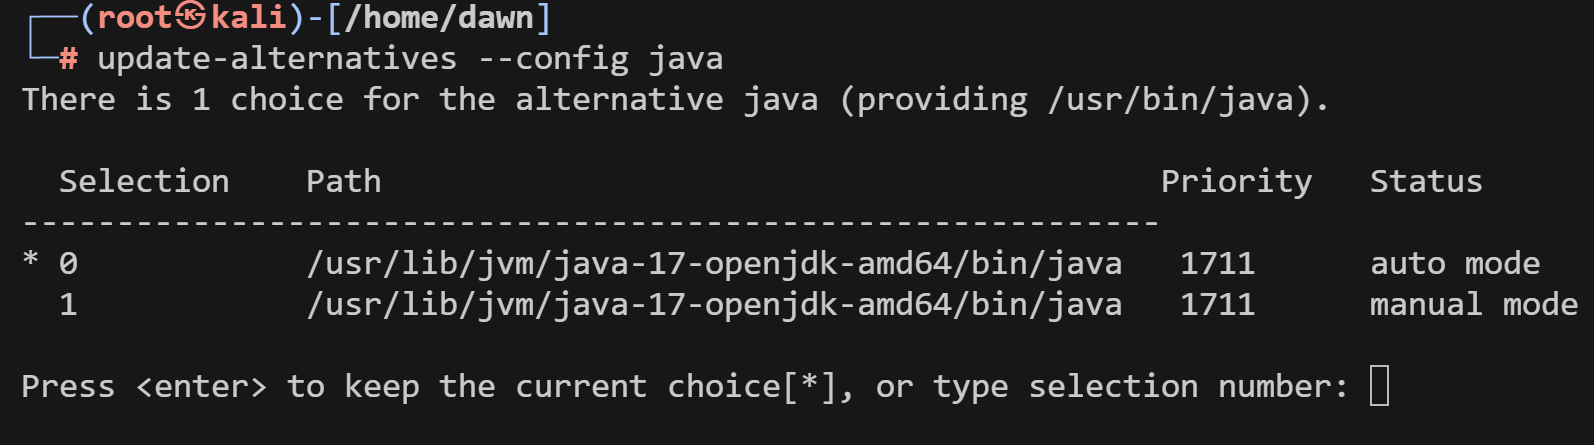 ┌──(root㉿kali)-[/home/dawn]
└─# update-alternatives --config java
There is 1 choice for the alternative java (providing /usr/bin/java).

  Selection    Path                                         Priority   Status
------------------------------------------------------------
* 0            /usr/lib/jvm/java-17-openjdk-amd64/bin/java   1711      auto mode
  1            /usr/lib/jvm/java-17-openjdk-amd64/bin/java   1711      manual mode

Press <enter> to keep the current choice[*], or type selection number: